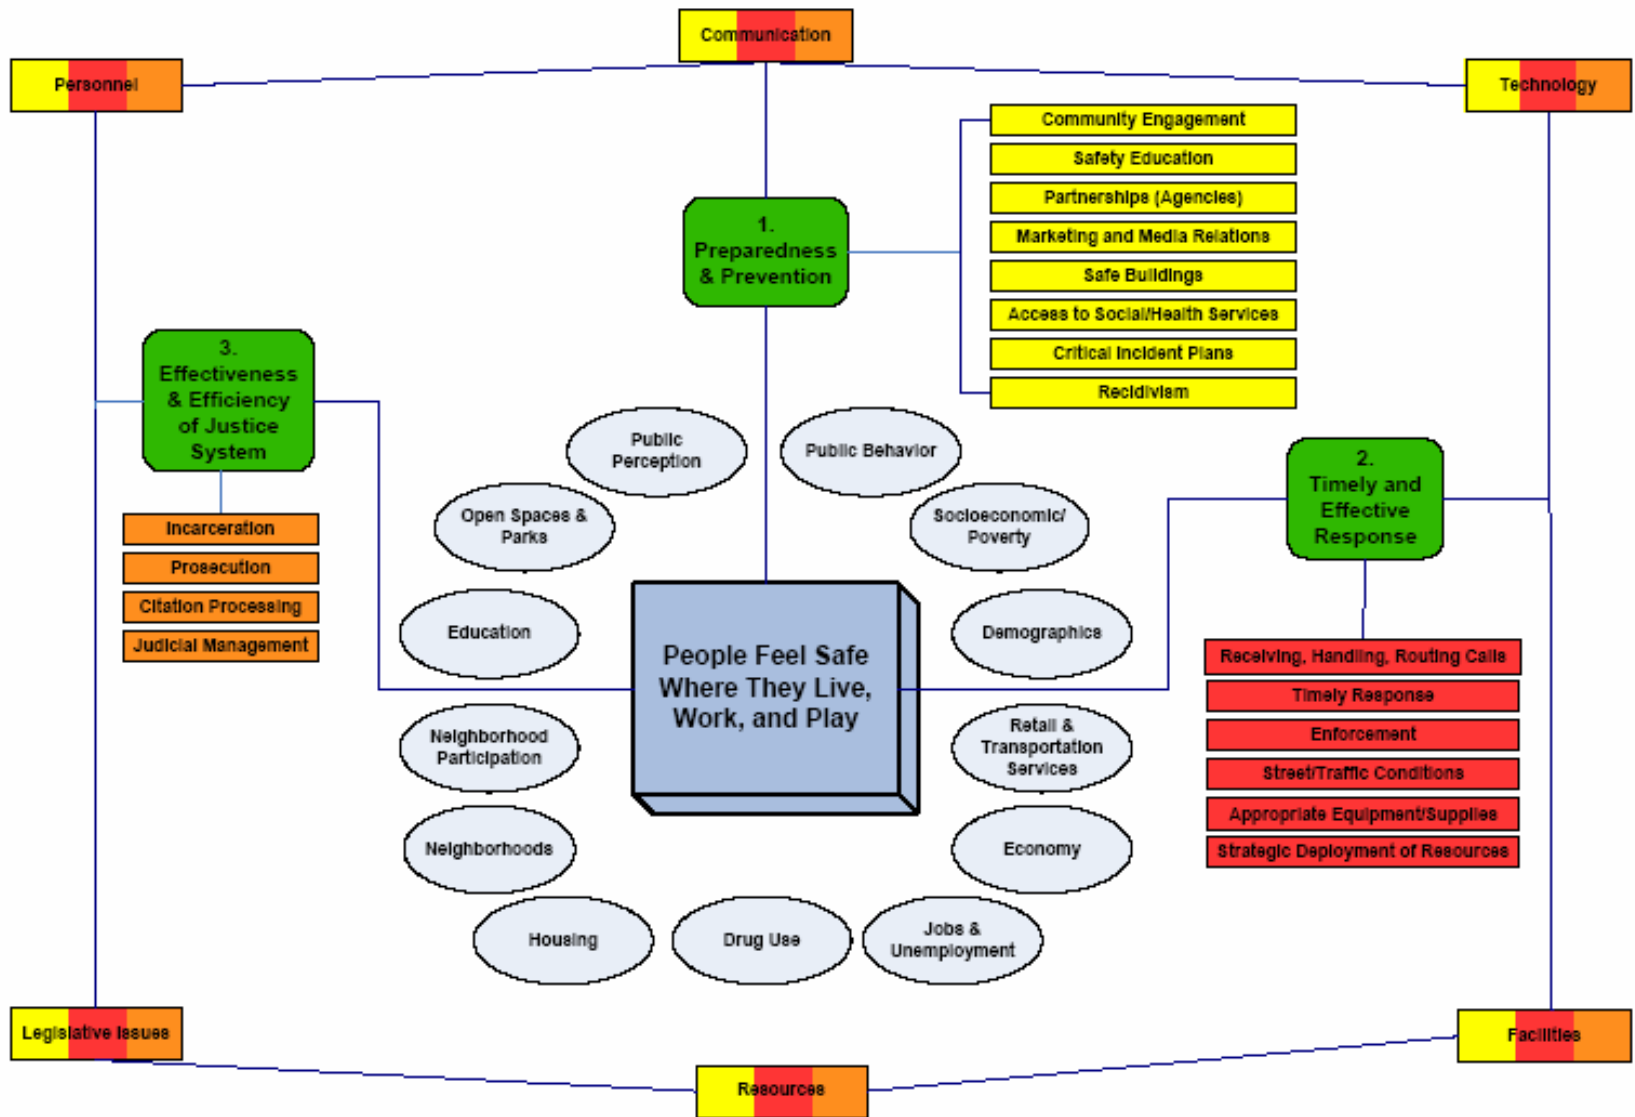 Communication
Personnel
Technology
Community Engagement
Safety Education
Partnerships (Agencies)
Marketing and Media Relations
Safe Buildings
Access to Social/Health Services
Critical Incident Plans
Recidivism
1.
Preparedness
& Prevention
3.
Effectiveness
& Efficiency
of Justice
System
Incarceration
Prosecution
Citation Processing
Judicial Management
2.
Timely and
Effective
Response
Receiving, Handling, Routing Calls
Timely Response
Enforcement
Street/Traffic Conditions
Appropriate Equipment/Supplies
Strategic Deployment of Resources
Public
Perception
Public Behavior
Open Spaces &
Parks
Socioeconomic/
Poverty
Education
Demographics
People Feel Safe
Where They Live,
Work, and Play
Neighborhood
Participation
Retail &
Transportation
Services
Neighborhoods
Economy
Housing
Drug Use
Jobs &
Unemployment
Legislative Issues
Resources
Facilities